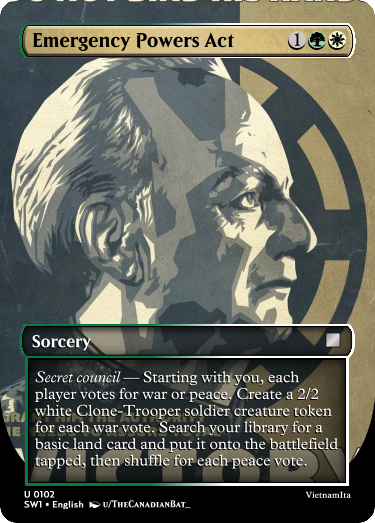 Emergency Powers Act 1
Sorcery
Secret council — Starting with you, each
player votes for war or peace. Create a 2/2
white Clone-Trooper soldier creature token
for each war vote. Search your library for a
basic land card and put it onto the battlefield
tapped, then shuffle for each peace vote.
U 0102
VietnamIta
SW1 • English u/TheCanadianBat_